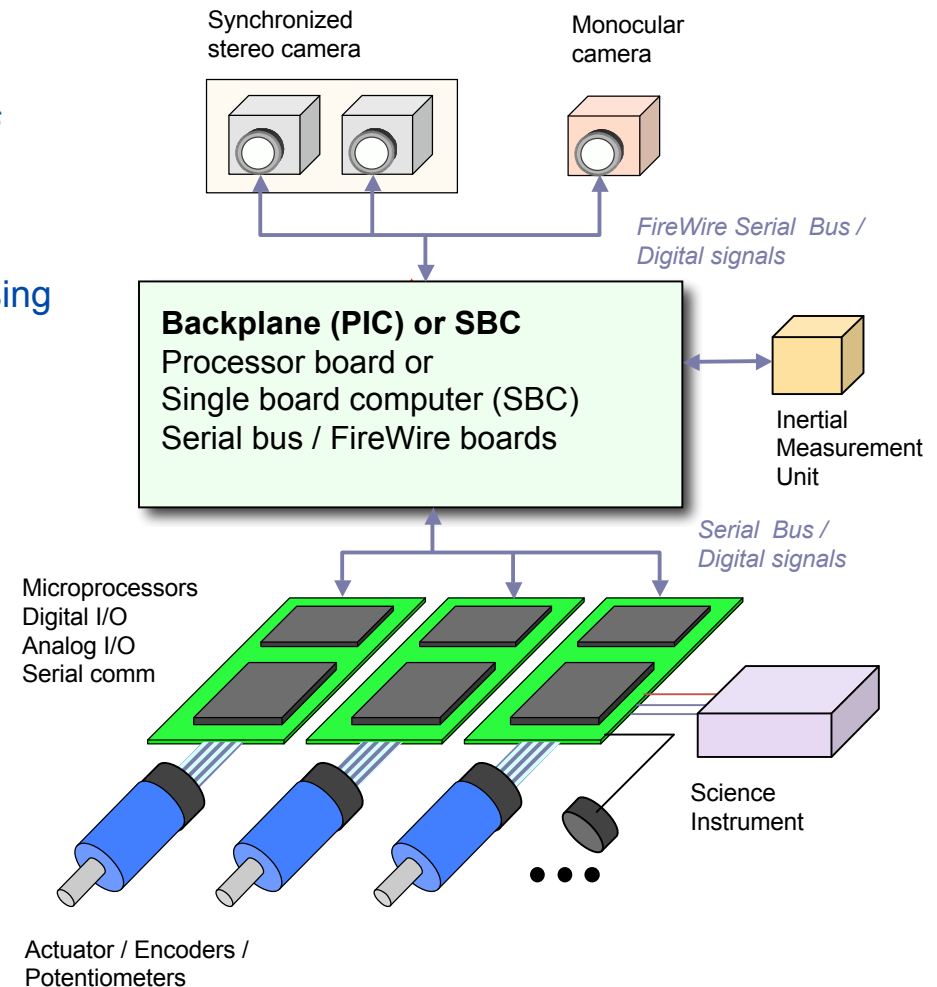 Synchronized
stereo camera
Monocular
camera
FireWire Serial Bus /
Digital signals
Backplane (PIC) or SBC
Processor board or
Single board computer (SBC)
Serial bus / FireWire boards
Inertial
Measurement
Unit
Serial Bus /
Digital signals
Microprocessors
Digital I/O
Analog I/O
Serial comm
Science
Instrument
Actuator / Encoders /
Potentiometers